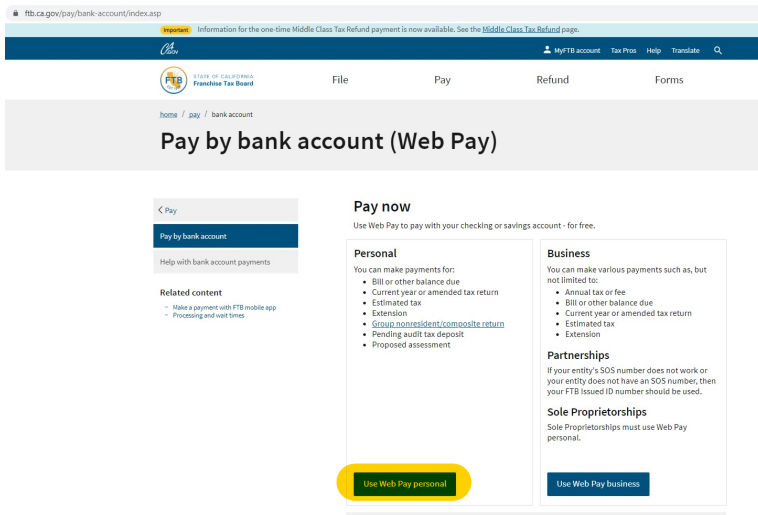 ftb.ca.gov/pay/bank-account/index.asp
Important Information for the one-time Middle Class Tax Refund payment is now available. See the Middle Class Tax Refund page.
CA.GOV MyFTB account Tax Pros Help Translate
FTB STATE OF CALIFORNIA
Franchise Tax Board
File Pay Refund Forms
home / pay / bank account
Pay by bank account (Web Pay)
< Pay
Pay by bank account
Help with bank account payments
Related content
– Make a payment with FTB mobile app
– Processing and wait times
Pay now
Use Web Pay to pay with your checking or savings account - for free.
Personal
You can make payments for:
• Bill or other balance due
• Current year or amended tax return
• Estimated tax
• Extension
• Group nonresident/composite return
• Pending audit tax deposit
• Proposed assessment
Use Web Pay personal
Business
You can make various payments such as, but
not limited to:
• Annual tax or fee
• Bill or other balance due
• Current year or amended tax return
• Estimated tax
• Extension
Partnerships
If your entity's SOS number does not work or
your entity does not have an SOS number, then
your FTB Issued ID number should be used.
Sole Proprietorships
Sole Proprietorships must use Web Pay
personal.
Use Web Pay business